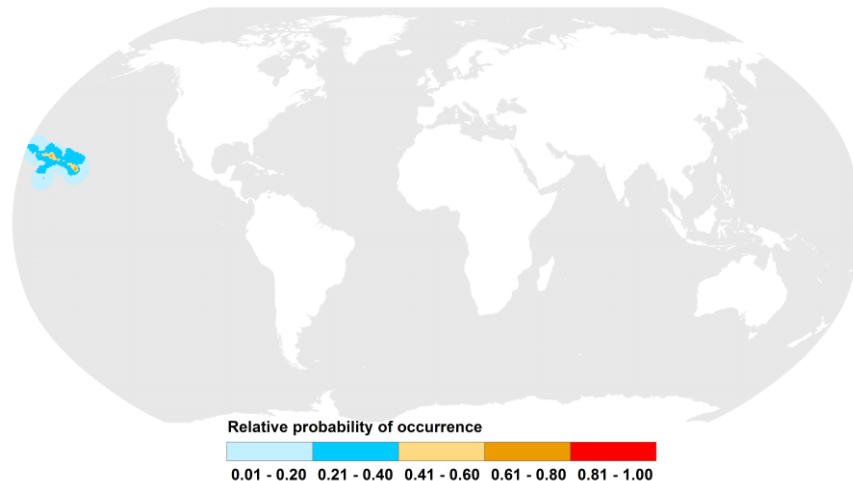 Relative probability of occurrence
0.01 - 0.20 0.21 - 0.40 0.41 - 0.60 0.61 - 0.80 0.81 - 1.00